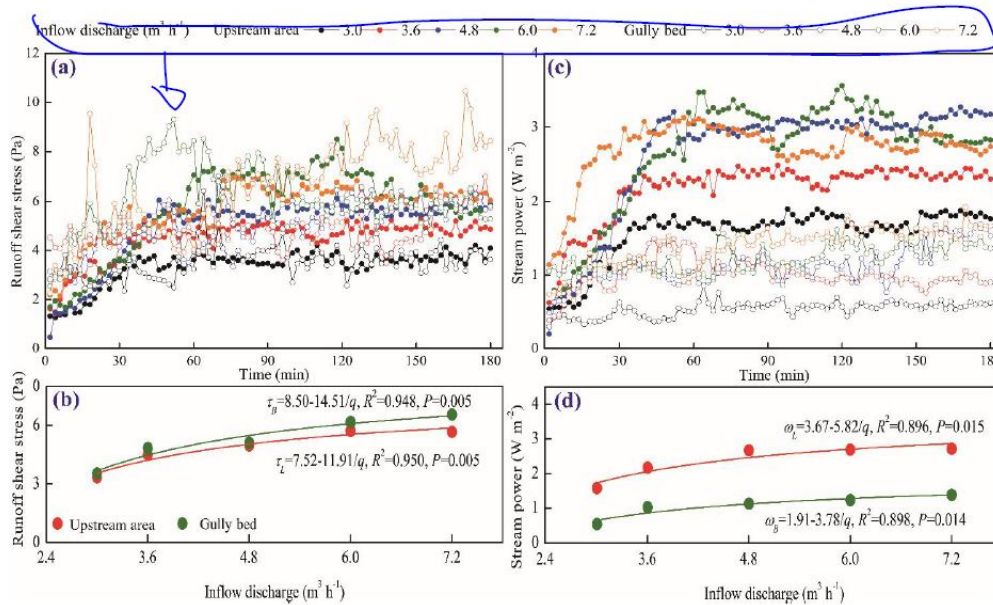 Inflow discharge (m³ h⁻¹) Upstream area 3.0 3.6 4.8 6.0 7.2 Gully bed 3.0 3.6 4.8 6.0 7.2
(a)
Runoff shear stress (Pa)
12
10
8
6
4
2
0
0 30 60 90 120 150 180
Time (min)
(c)
Stream power (W m⁻²)
4
3
2
1
0
0 30 60 90 120 150 180
Time (min)
(b)
Runoff shear stress (Pa)
0
6
3
0
τB=8.50-14.51/q, R²=0.948, P=0.005
τL=7.52-11.91/q, R²=0.950, P=0.005
Upstream area Gully bed
2.4 3.6 4.8 6.0 7.2
Inflow discharge (m³ h⁻¹)
(d)
Stream power (W m⁻²)
4
3
2
1
0
ωL=3.67-5.82/q, R²=0.896, P=0.015
ωB=1.91-3.78/q, R²=0.898, P=0.014
2.4 3.6 4.8 6.0 7.2
Inflow discharge (m³ h⁻¹)